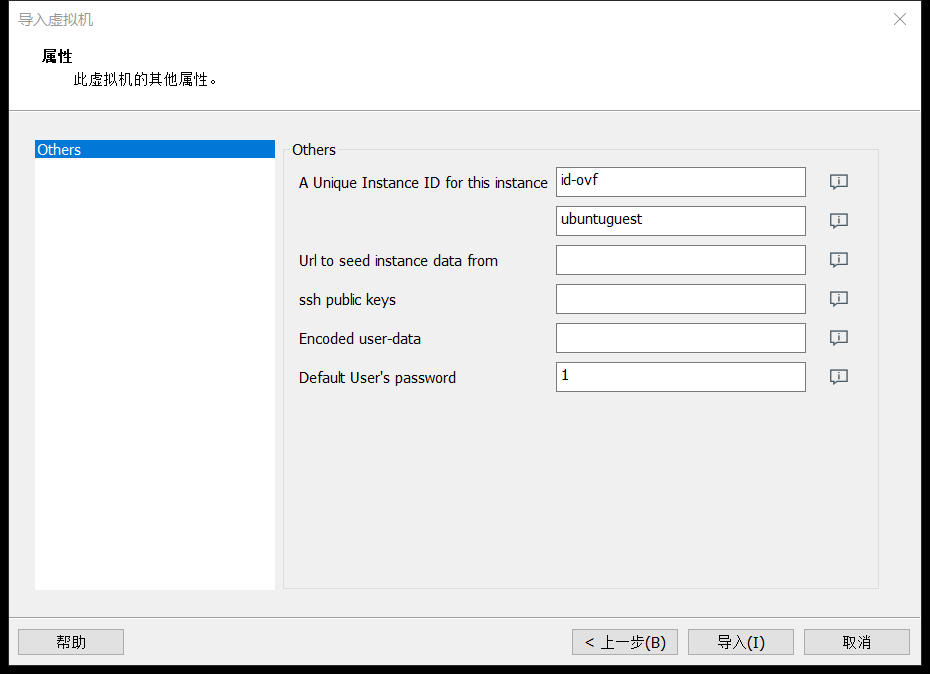 导入虚拟机
属性
此虚拟机的其他属性。
Others
Others
A Unique Instance ID for this instance
id-ovf
ubuntuguest
Url to seed instance data from
ssh public keys
Encoded user-data
Default User's password
1
帮助
< 上一步(B)
导入(I)
取消